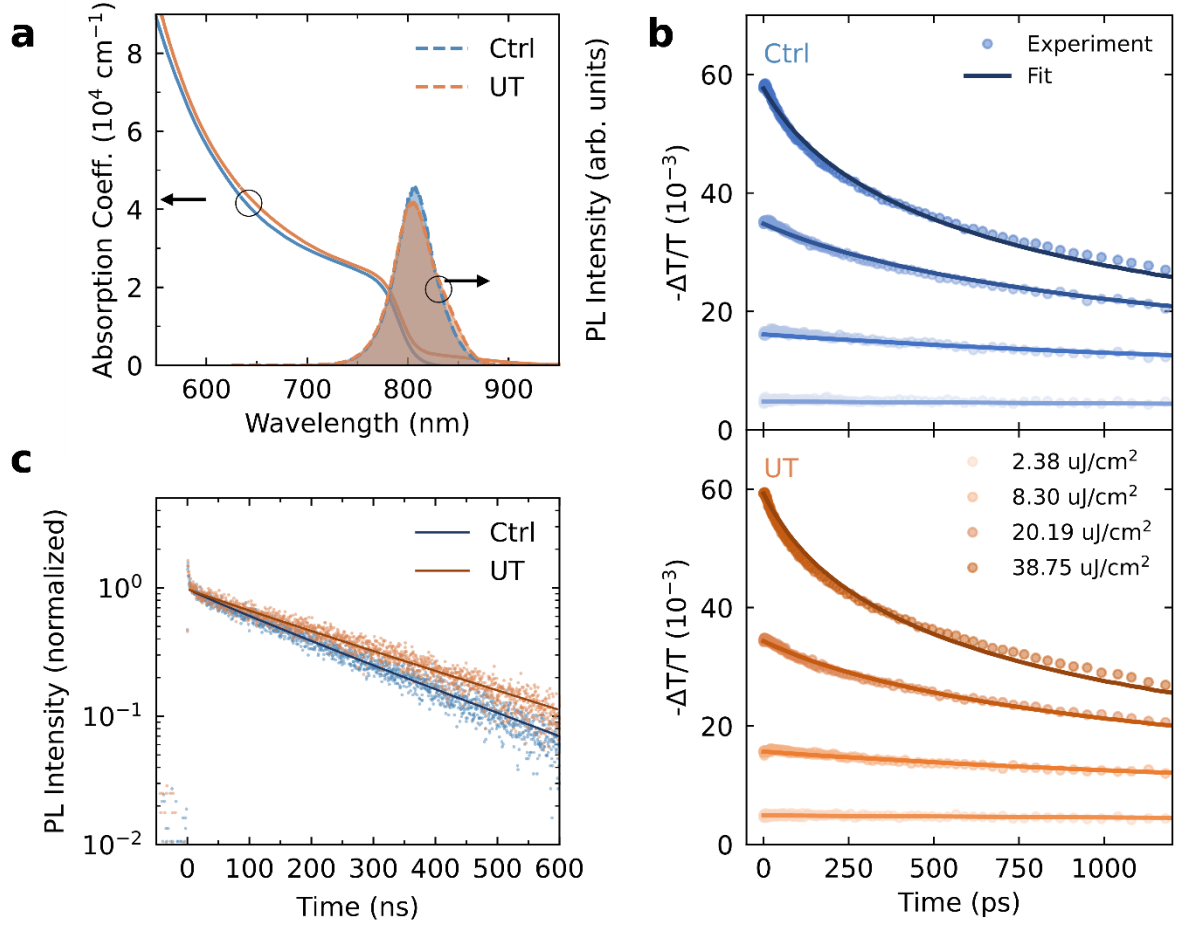 a
Absorption Coeff. (10⁴ cm⁻¹)
8
6
4
2
0
Ctrl
UT
600
700
800
900
Wavelength (nm)
PL Intensity (arb. units)
b
Ctrl
Experiment
Fit
-ΔT/T (10⁻³)
60
40
20
0
UT
2.38 uJ/cm²
8.30 uJ/cm²
20.19 uJ/cm²
38.75 uJ/cm²
-ΔT/T (10⁻³)
60
40
20
0
0
250
500
750
1000
Time (ps)
c
PL Intensity (normalized)
10⁰
10⁻¹
10⁻²
Ctrl
UT
0
100
200
300
400
500
600
Time (ns)